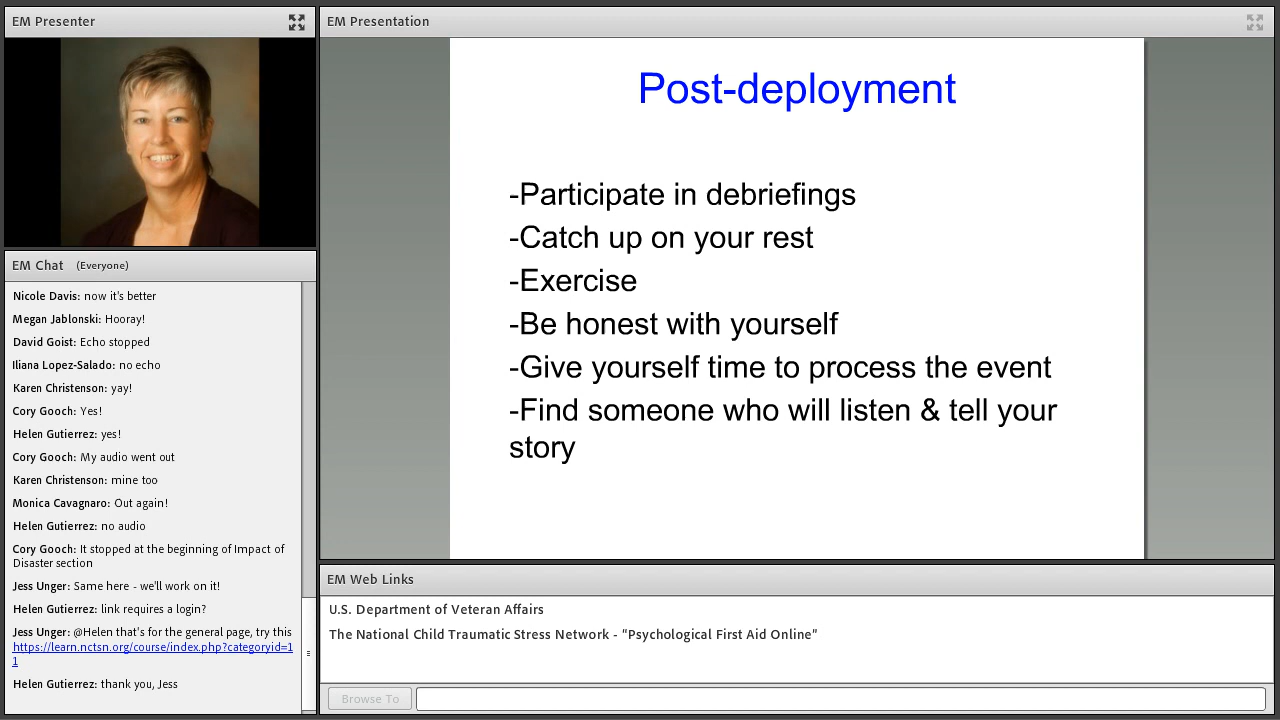 EM Presenter
EM Chat (Everyone)
Nicole Davis: now it's better
Megan Jablonski: Hooray!
David Goist: Echo stopped
Iliana Lopez-Salado: no echo
Karen Christenson: yay!
Cory Gooch: Yes!
Helen Gutierrez: yes!
Cory Gooch: My audio went out
Karen Christenson: mine too
Monica Cavagnaro: Out again!
Helen Gutierrez: no audio
Cory Gooch: It stopped at the beginning of Impact of
Disaster section
Jess Unger: Same here - we'll work on it!
Helen Gutierrez: link requires a login?
Jess Unger: @Helen that's for the general page, try this
https://learn.nctsn.org/course/index.php?categoryid=1
1
Helen Gutierrez: thank you, Jess
EM Presentation
Post-deployment
-Participate in debriefings
-Catch up on your rest
-Exercise
-Be honest with yourself
-Give yourself time to process the event
-Find someone who will listen & tell your
story
EM Web Links
U.S. Department of Veteran Affairs
The National Child Traumatic Stress Network - "Psychological First Aid Online"
Browse To